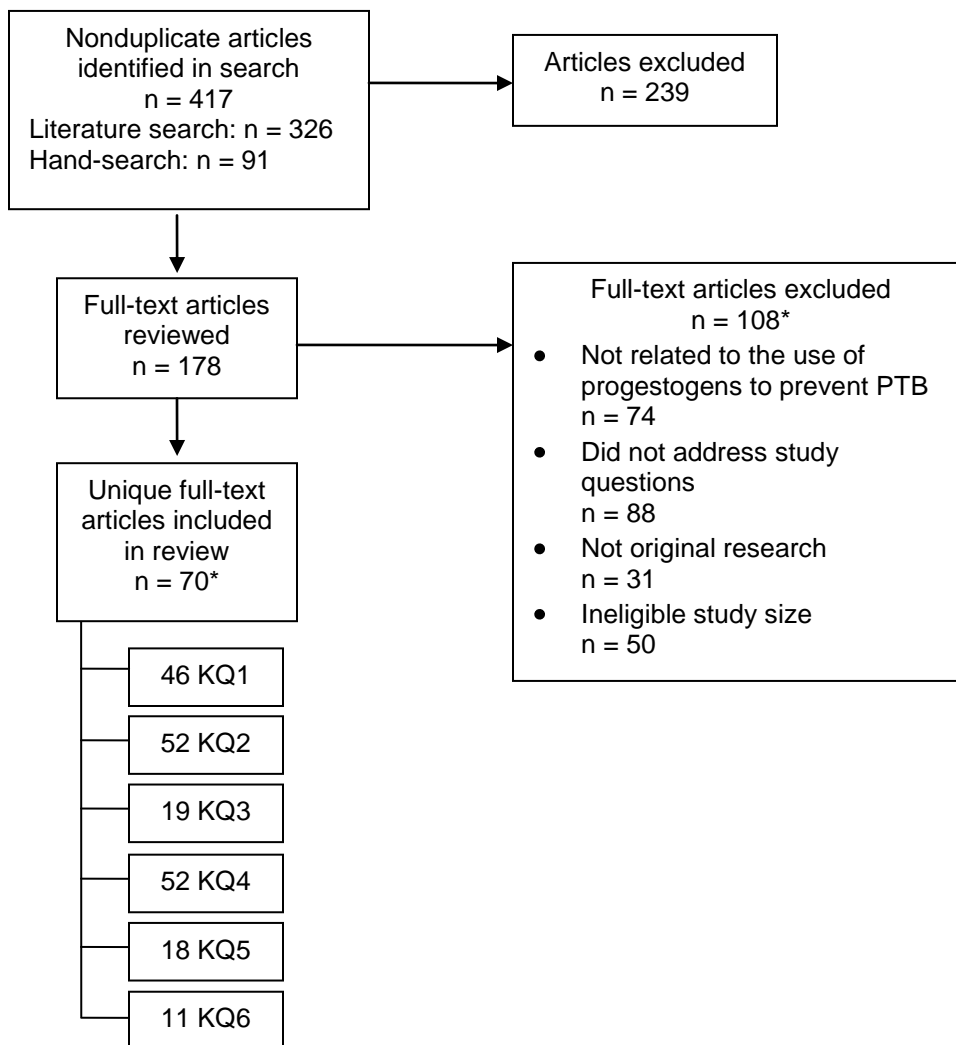 Nonduplicate articles
identified in search
n = 417
Literature search: n = 326
Hand-search: n = 91
Articles excluded
n = 239
Full-text articles
reviewed
n = 178
Full-text articles excluded
n = 108*
• Not related to the use of
progestogens to prevent PTB
n = 74
• Did not address study
questions
n = 88
• Not original research
n = 31
• Ineligible study size
n = 50
Unique full-text
articles included
in review
n = 70*
46 KQ1
52 KQ2
19 KQ3
52 KQ4
18 KQ5
11 KQ6